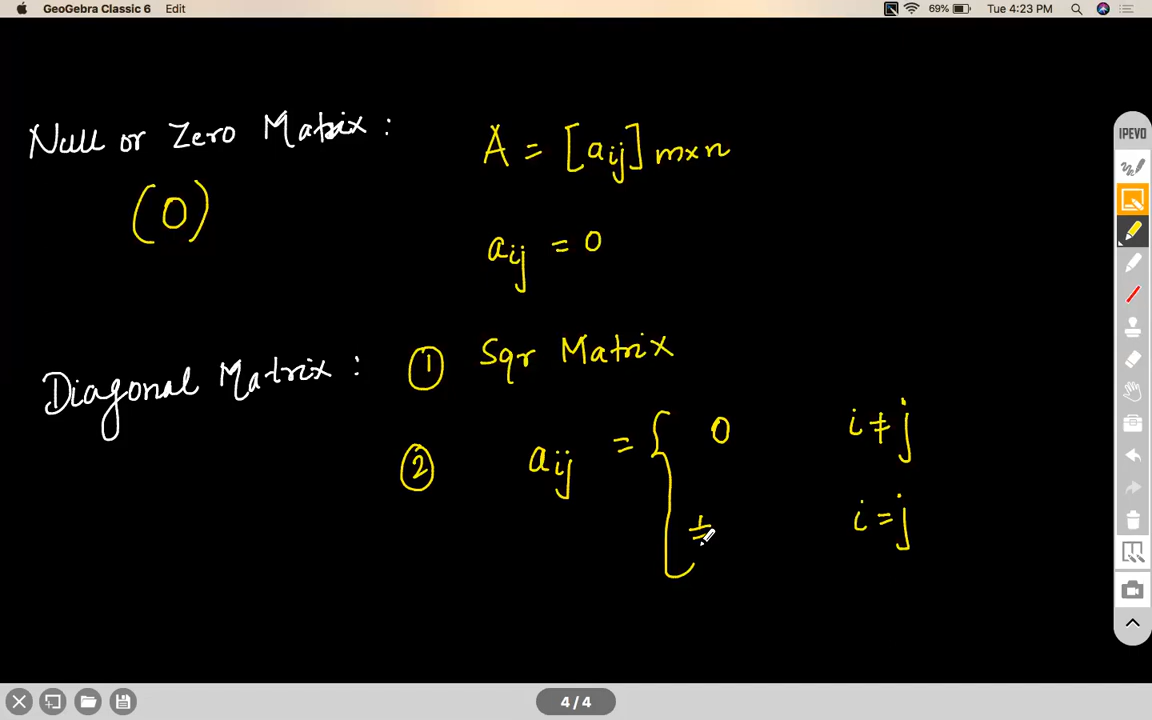 GeoGebra Classic 6 Edit 69% Tue 4:23 PM
Null or Zero Matrix :
(0)
A = [aij] m×n
aij = 0
IPEVO
Diagonal Matrix :
① Sqr Matrix
② aij = { 0 i ≠ j
≠ i = j
4 / 4